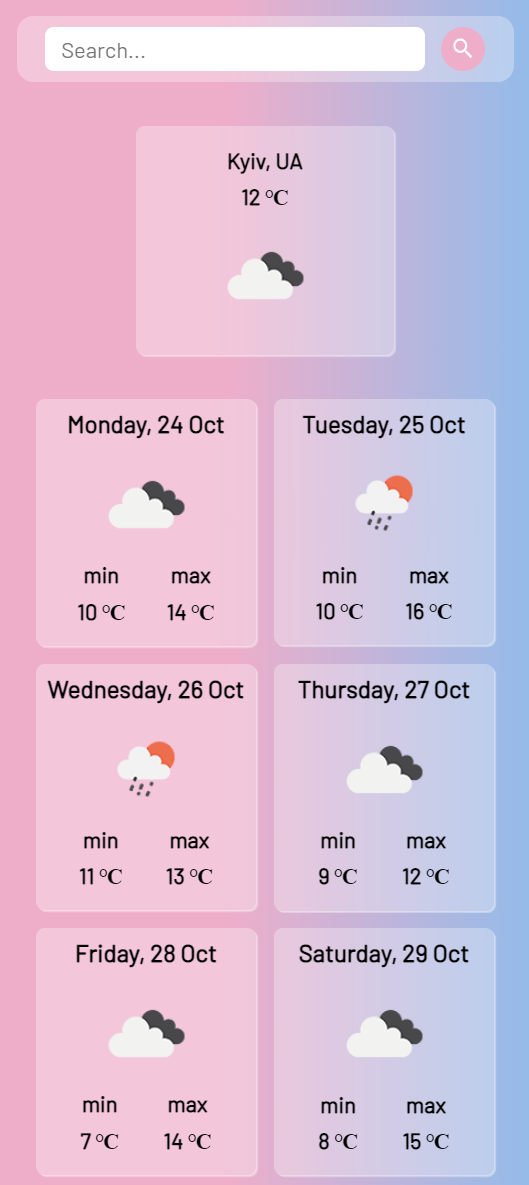 Search...
Kyiv, UA
12 °C
Monday, 24 Oct
min max
10 °C 14 °C
Tuesday, 25 Oct
min max
10 °C 16 °C
Wednesday, 26 Oct
min max
11 °C 13 °C
Thursday, 27 Oct
min max
9 °C 12 °C
Friday, 28 Oct
min max
7 °C 14 °C
Saturday, 29 Oct
min max
8 °C 15 °C